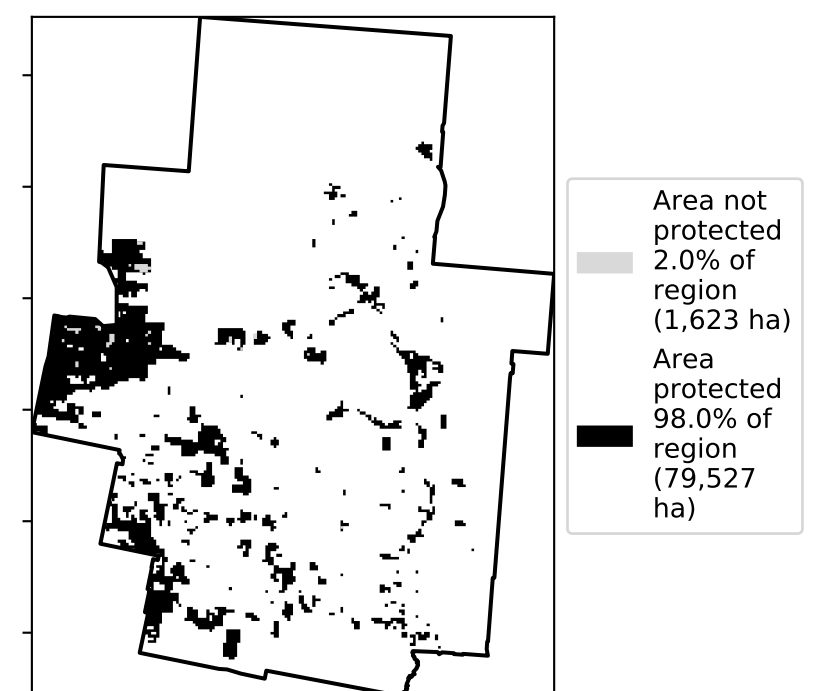 Area not
protected
2.0% of
region
(1,623 ha)
Area
protected
98.0% of
region
(79,527
ha)